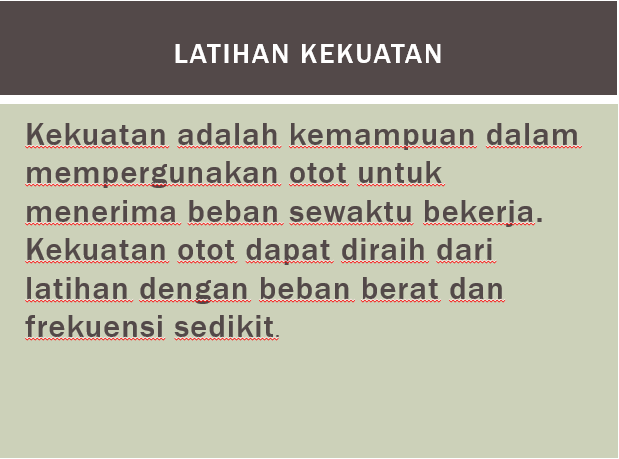 LATIHAN KEKUATAN
Kekuatan adalah kemampuan dalam
mempergunakan otot untuk
menerima beban sewaktu bekerja.
Kekuatan otot dapat diraih dari
latihan dengan beban berat dan
frekuensi sedikit.